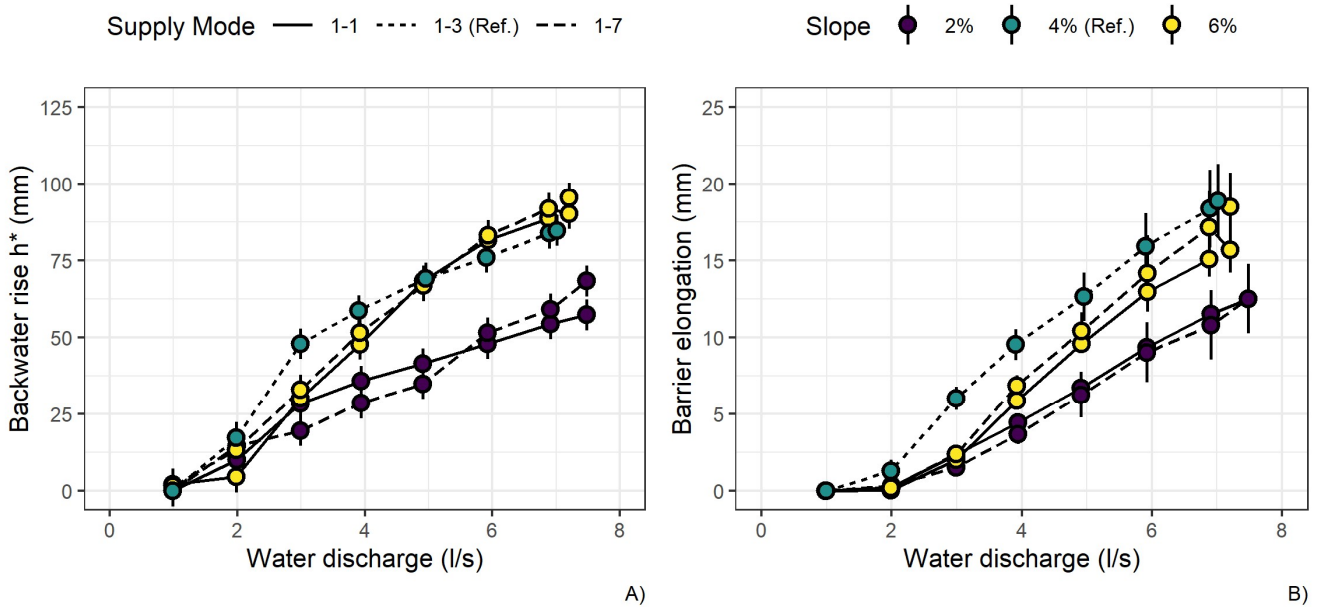 Supply Mode 1-1 1-3 (Ref.) 1-7
Slope 2% 4% (Ref.) 6%
Backwater rise h* (mm)
125
100
75
50
25
0
0 2 4 6 8
Water discharge (l/s)
A)
Barrier elongation (mm)
25
20
15
10
5
0
0 2 4 6 8
Water discharge (l/s)
B)